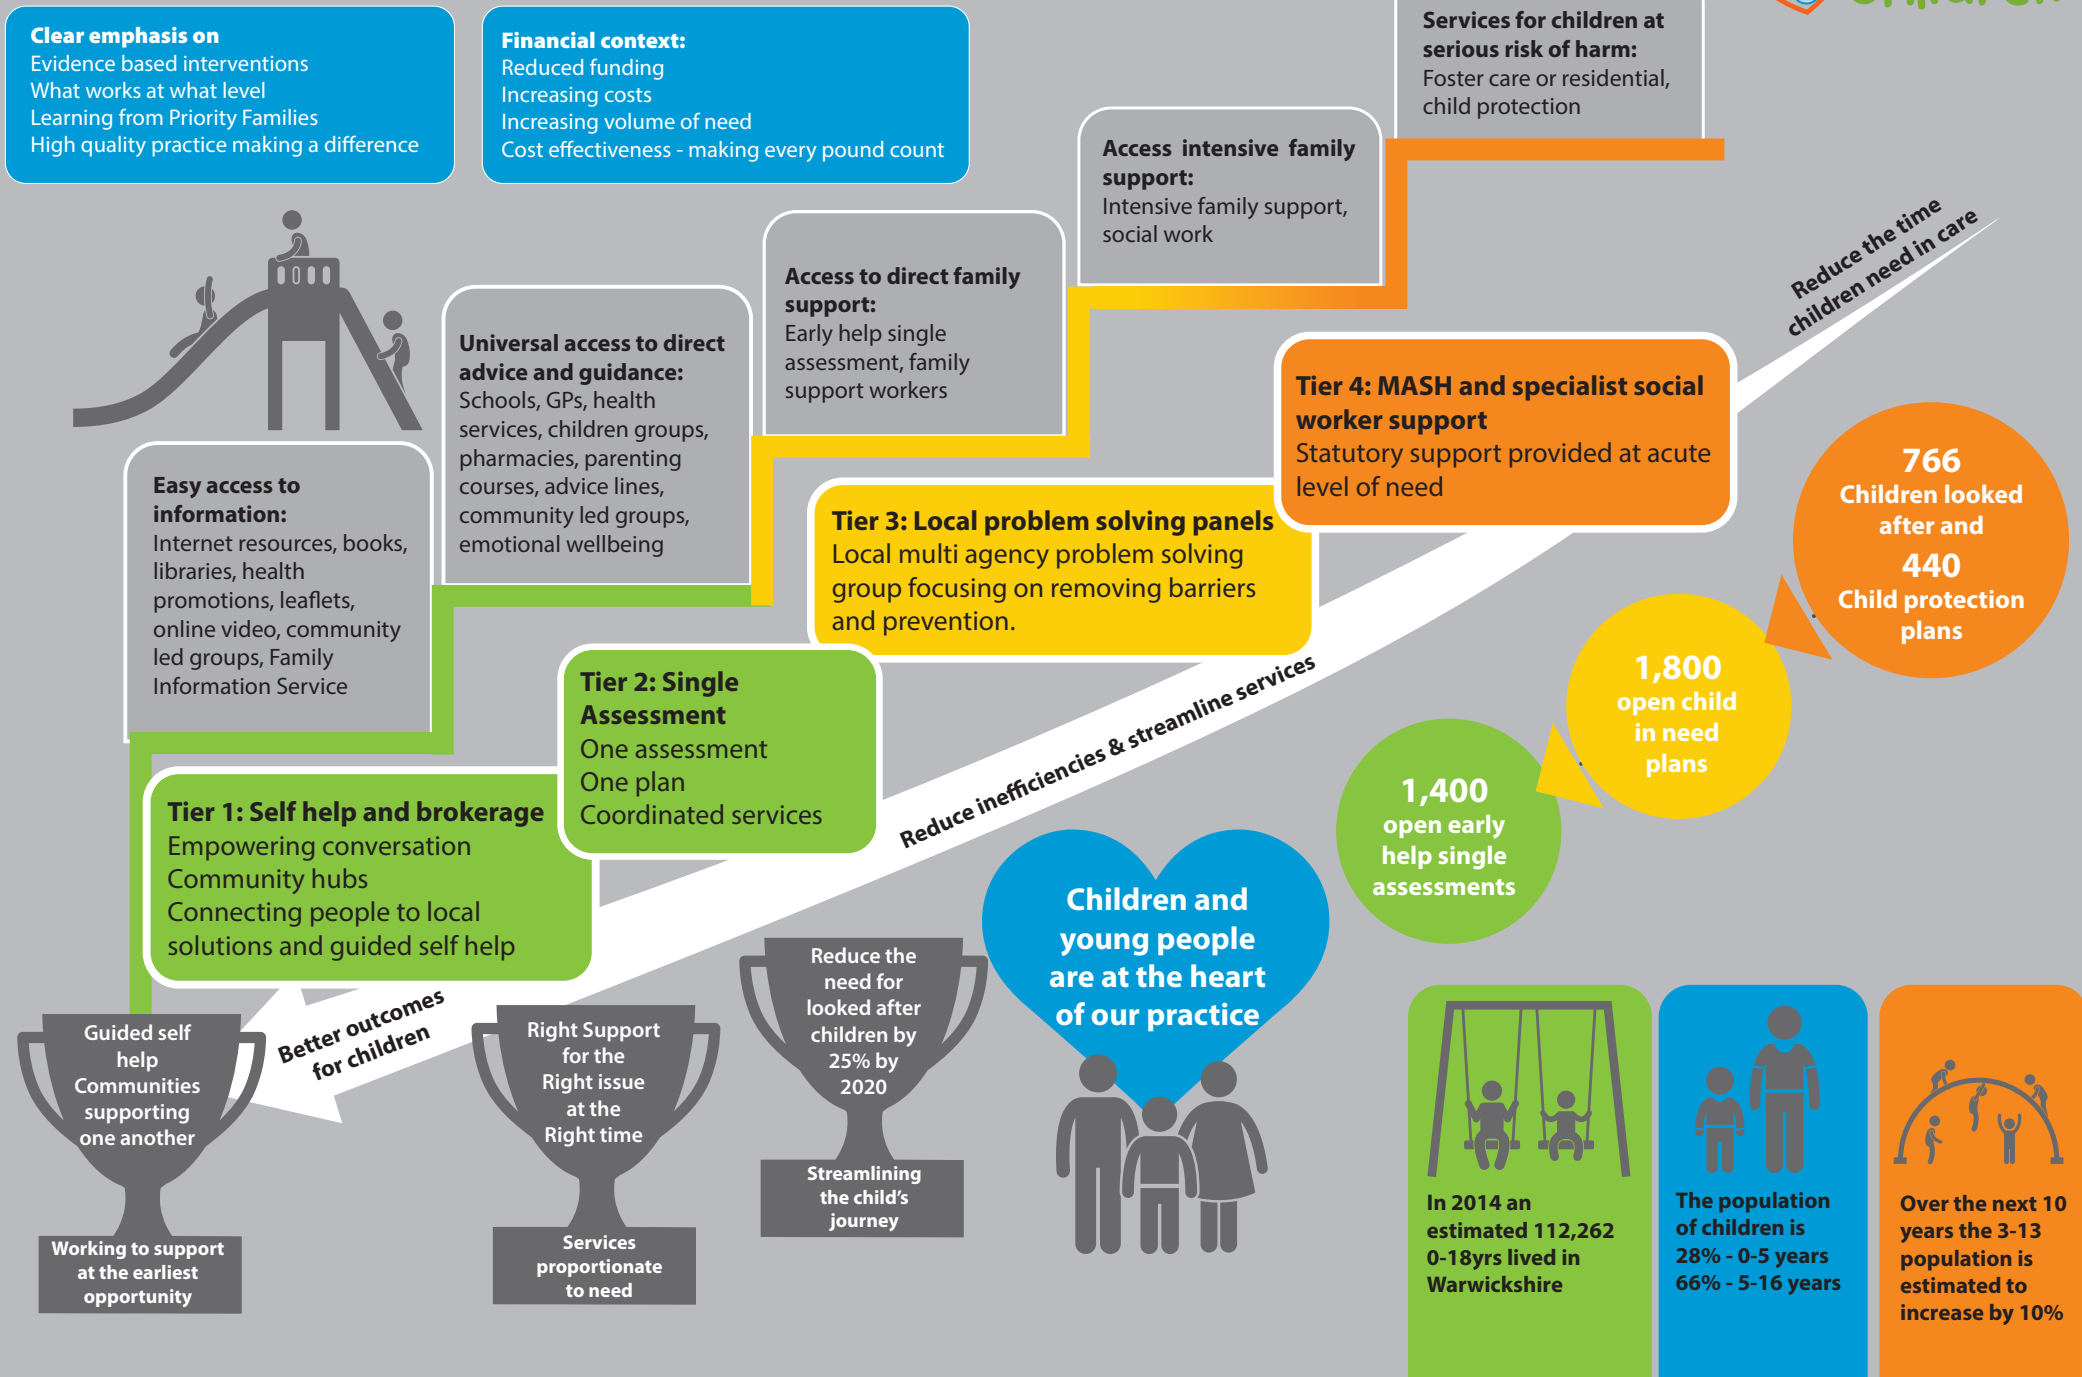 Clear emphasis on
Evidence based interventions
What works at what level
Learning from Priority Families
High quality practice making a difference
Financial context:
Reduced funding
Increasing costs
Increasing volume of need
Cost effectiveness - making every pound count
Services for children at
serious risk of harm:
Foster care or residential,
child protection
Access intensive family
support:
Intensive family support,
social work
Access to direct family
support:
Early help single
assessment, family
support workers
Universal access to direct
advice and guidance:
Schools, GPs, health
services, children groups,
pharmacies, parenting
courses, advice lines,
community led groups,
emotional wellbeing
Easy access to
information:
Internet resources, books,
libraries, health
promotions, leaflets,
online video, community
led groups, Family
Information Service
Reduce the time
children need in care
Tier 4: MASH and specialist social
worker support
Statutory support provided at acute
level of need
Tier 3: Local problem solving panels
Local multi agency problem solving
group focusing on removing barriers
and prevention.
Tier 2: Single
Assessment
One assessment
One plan
Coordinated services
Tier 1: Self help and brokerage
Empowering conversation
Community hubs
Connecting people to local
solutions and guided self help
Reduce inefficiencies & streamline services
Better outcomes
for children
766
Children looked
after and
440
Child protection
plans
1,800
open child
in need
plans
1,400
open early
help single
assessments
Children and
young people
are at the heart
of our practice
Guided self
help
Communities
supporting
one another
Working to support
at the earliest
opportunity
Right Support
for the
Right issue
at the
Right time
Services
proportionate
to need
Reduce the
need for
looked after
children by
25% by
2020
Streamlining
the child's
journey
In 2014 an
estimated 112,262
0-18yrs lived in
Warwickshire
The population
of children is
28% - 0-5 years
66% - 5-16 years
Over the next 10
years the 3-13
population is
estimated to
increase by 10%